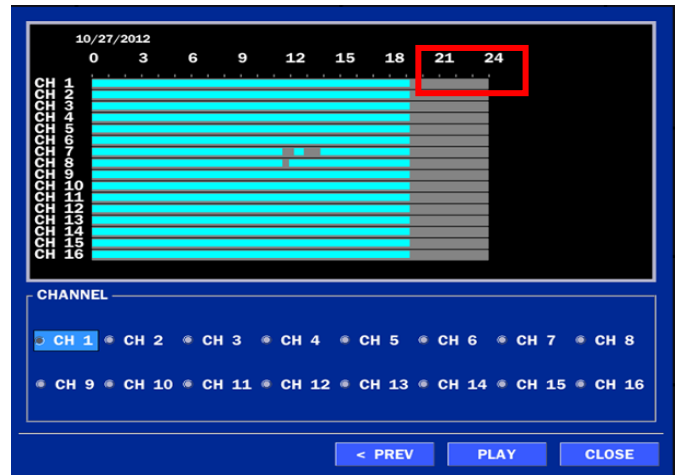 10/27/2012
0 3 6 9 12 15 18 21 24
CH 1
CH 2
CH 3
CH 4
CH 5
CH 6
CH 7
CH 8
CH 9
CH 10
CH 11
CH 12
CH 13
CH 14
CH 15
CH 16
CHANNEL
CH 1 CH 2 CH 3 CH 4 CH 5 CH 6 CH 7 CH 8
CH 9 CH 10 CH 11 CH 12 CH 13 CH 14 CH 15 CH 16
< PREV PLAY CLOSE